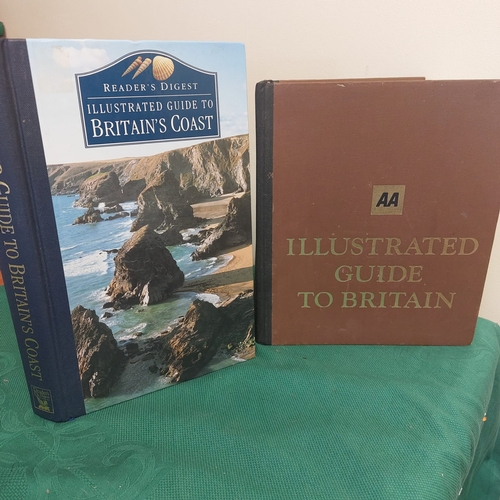 READER'S DIGEST
ILLUSTRATED GUIDE TO
BRITAIN'S COAST
GUIDE TO BRITAIN'S COAST
AA
ILLUSTRATED
GUIDE
TO BRITAIN